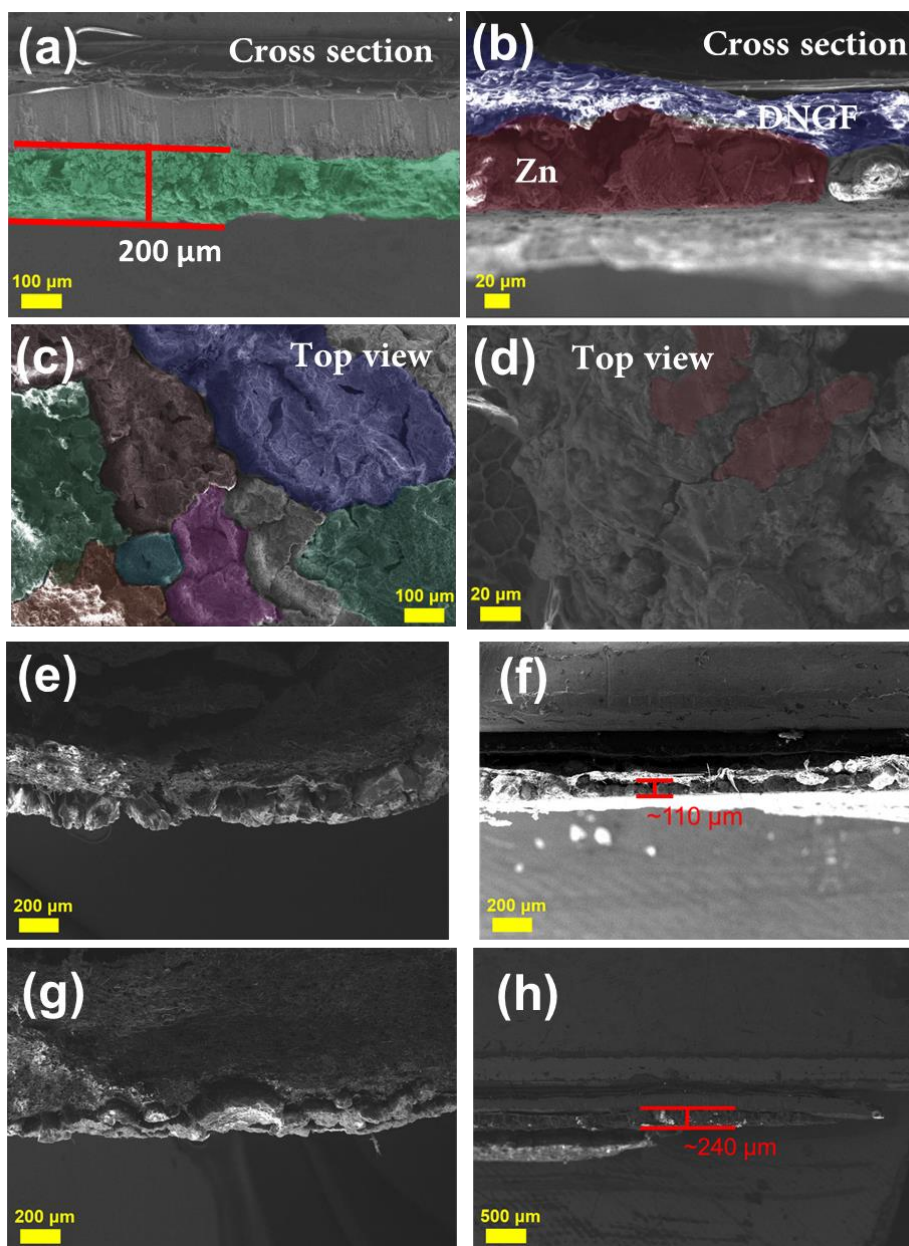 (a)
Cross section
200 µm
100 µm
(b)
Cross section
DNGF
Zn
20 µm
(c)
Top view
100 µm
(d)
Top view
20 µm
(e)
200 µm
(f)
~110 µm
200 µm
(g)
200 µm
(h)
~240 µm
500 µm